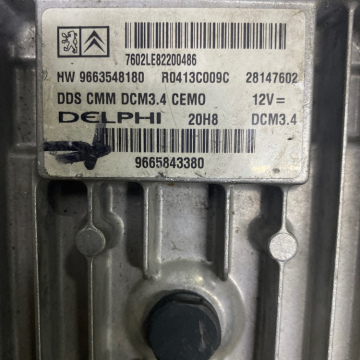 7602LE82200486
HW 9663548180 R0413C009C 28147602
DDS CMM DCM3.4 CEMO 12V=
DELPHI 20H8 DCM3.4
9665843380